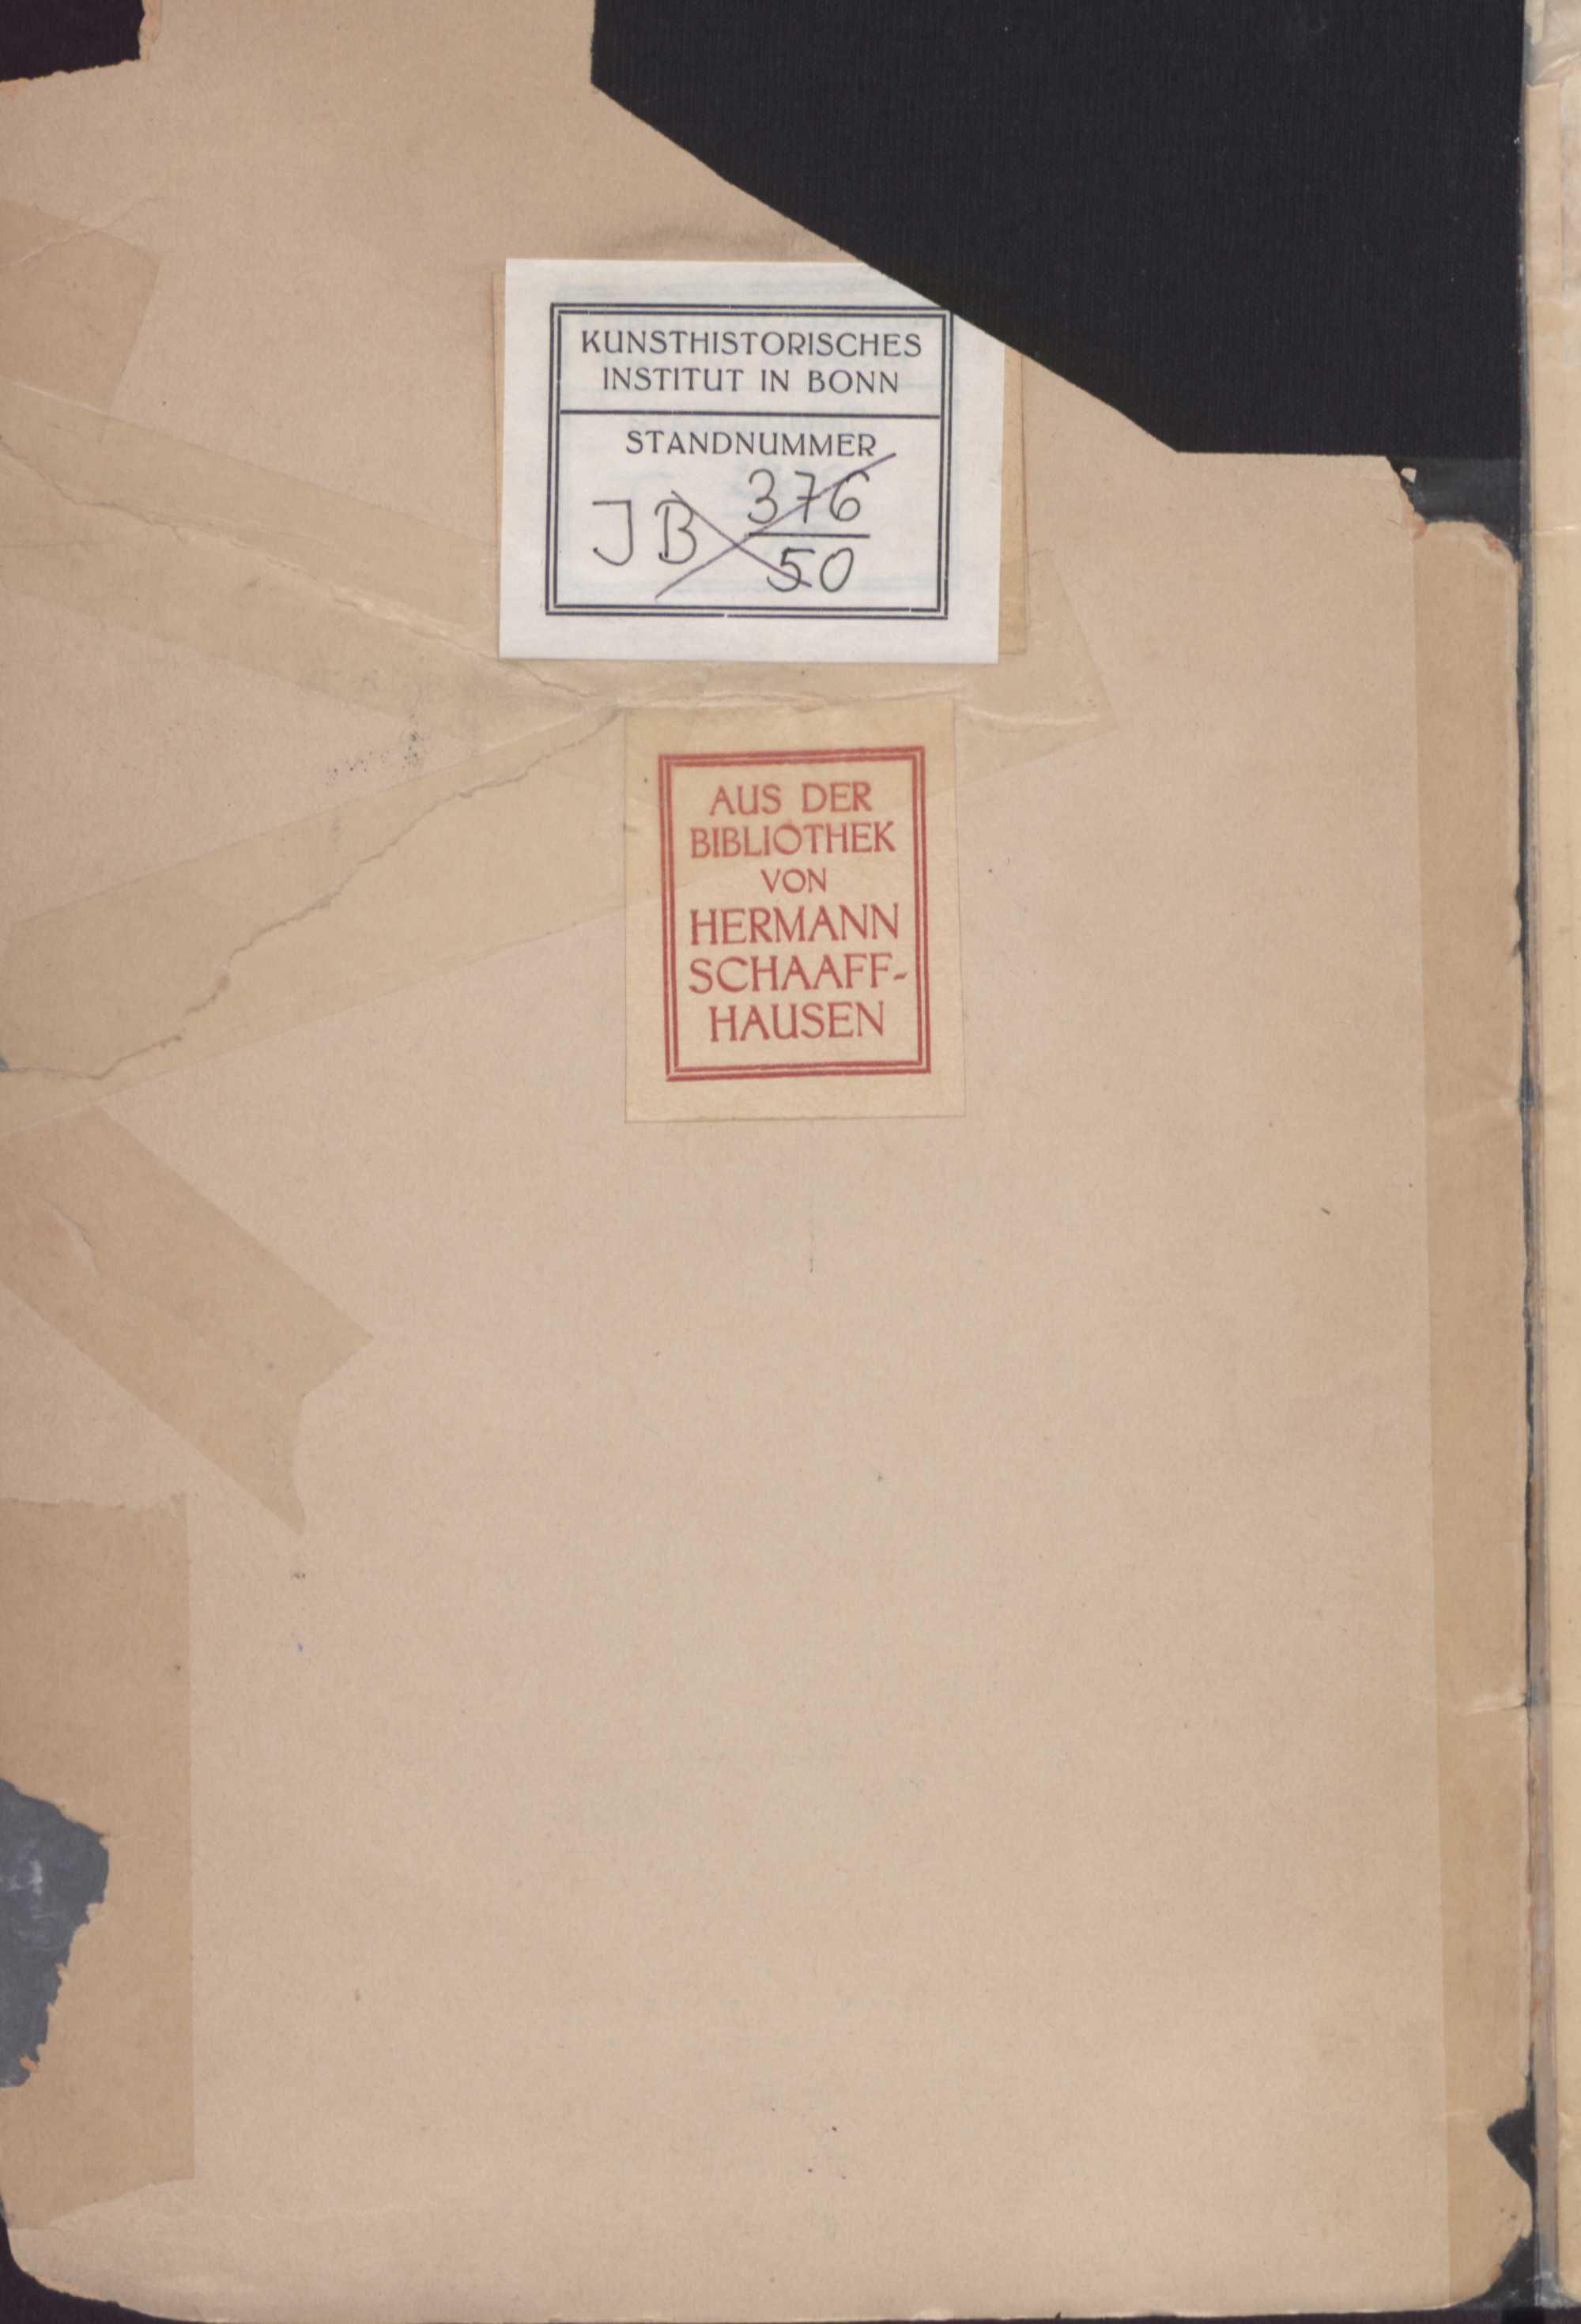 KUNSTHISTORISCHES
INSTITUT IN BONN
STANDNUMMER
JB 376
50
AUS DER
BIBLIOTHEK
VON
HERMANN
SCHAAFF-
HAUSEN